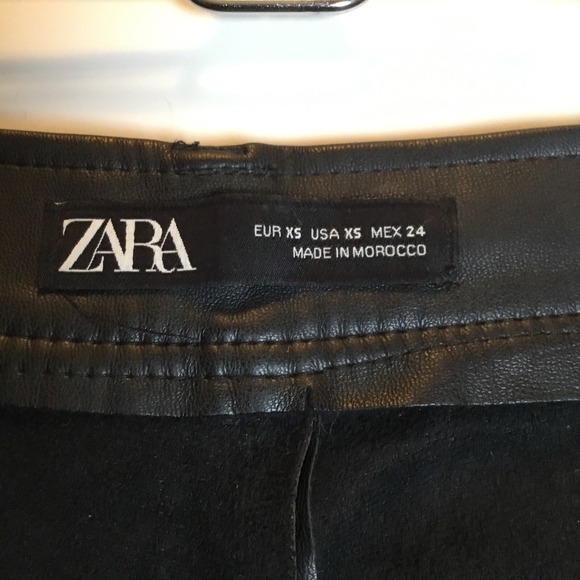 ZARA
EUR XS USA XS MEX 24
MADE IN MOROCCO